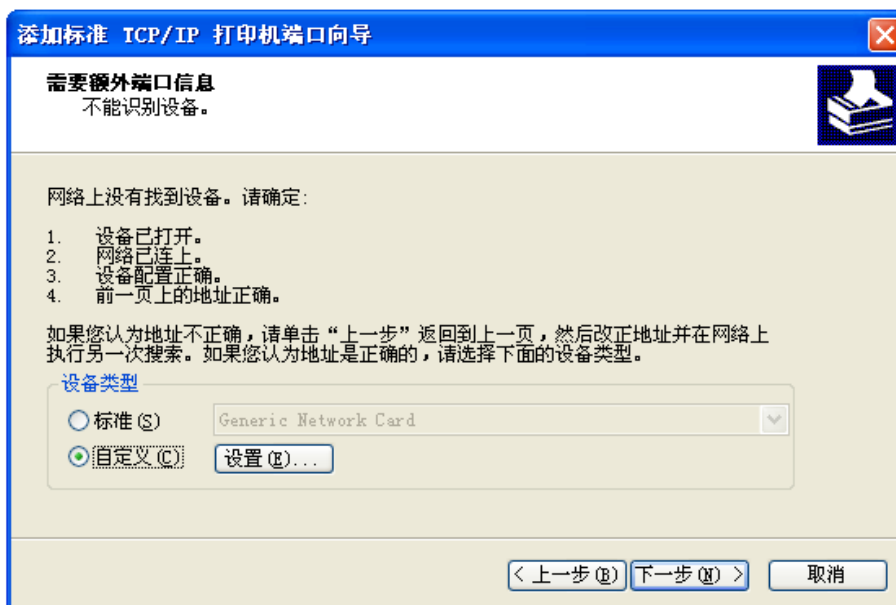 添加标准 TCP/IP 打印机端口向导
需要额外端口信息
不能识别设备。
网络上没有找到设备。请确定:
1. 设备已打开。
2. 网络已连上。
3. 设备配置正确。
4. 前一页上的地址正确。
如果您认为地址不正确，请单击“上一步”返回到上一页，然后改正地址并在网络上
执行另一次搜索。如果您认为地址是正确的，请选择下面的设备类型。
设备类型
标准(S) Generic Network Card
自定义(C) 设置(E)...
< 上一步(B) 下一步(N) > 取消